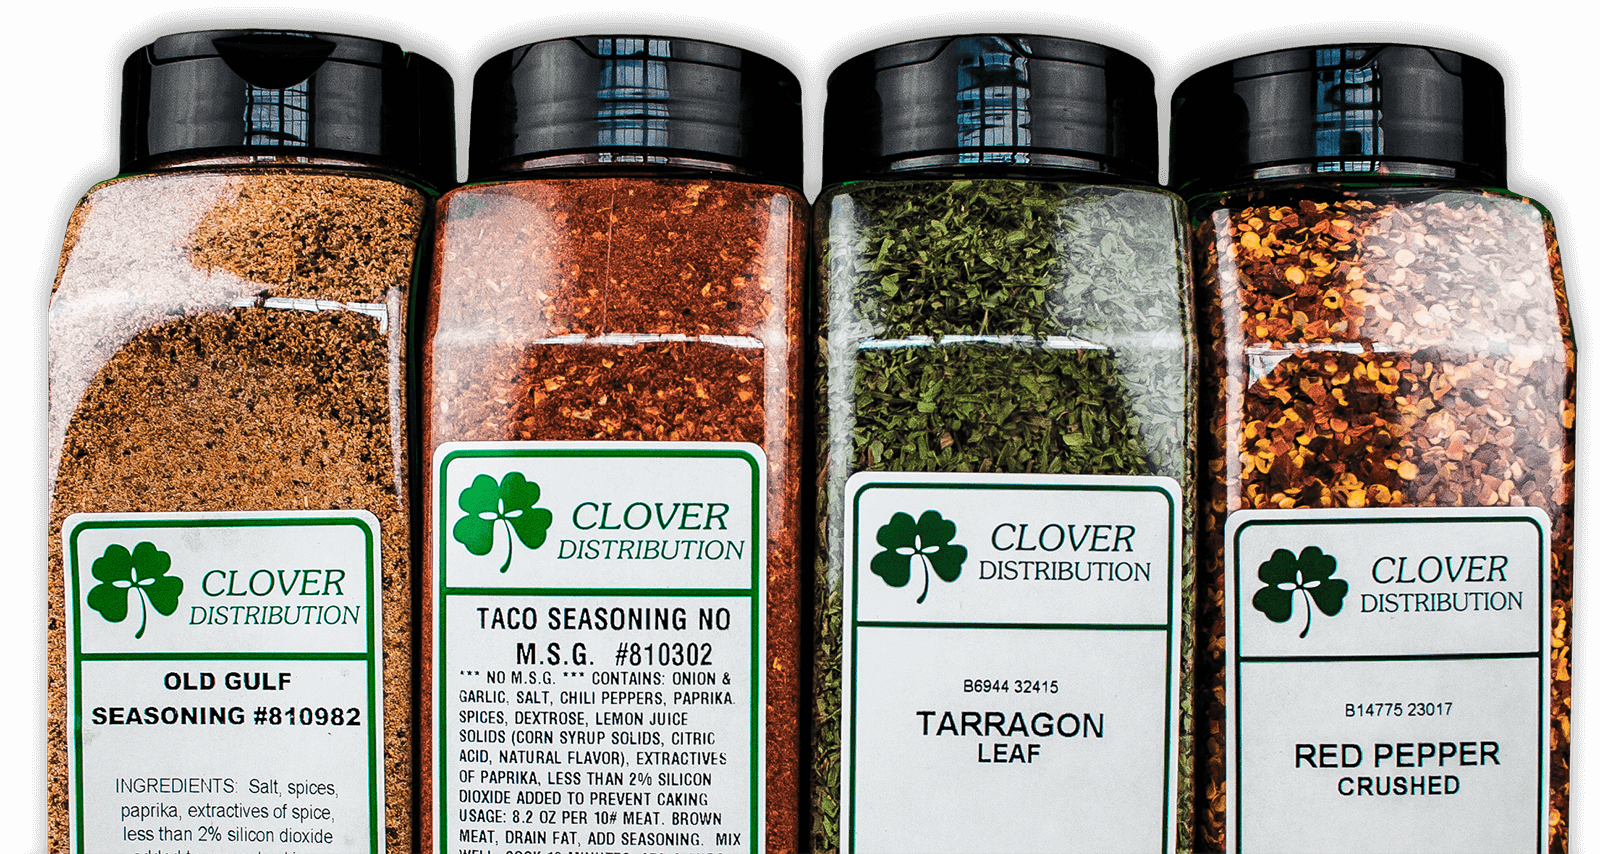 CLOVER
DISTRIBUTION
OLD GULF
SEASONING #810982
INGREDIENTS: Salt, spices,
paprika, extractives of spice,
less than 2% silicon dioxide
CLOVER
DISTRIBUTION
TACO SEASONING NO
M.S.G. #810302
*** NO M.S.G. *** CONTAINS: ONION &
GARLIC, SALT, CHILI PEPPERS, PAPRIKA.
SPICES, DEXTROSE, LEMON JUICE
SOLIDS (CORN SYRUP SOLIDS, CITRIC
ACID, NATURAL FLAVOR), EXTRACTIVES
OF PAPRIKA, LESS THAN 2% SILICON
DIOXIDE ADDED TO PREVENT CAKING
USAGE: 8.2 OZ PER 10# MEAT. BROWN
MEAT, DRAIN FAT, ADD SEASONING. MIX
CLOVER
DISTRIBUTION
B6944 32415
TARRAGON
LEAF
CLOVER
DISTRIBUTION
B14775 23017
RED PEPPER
CRUSHED